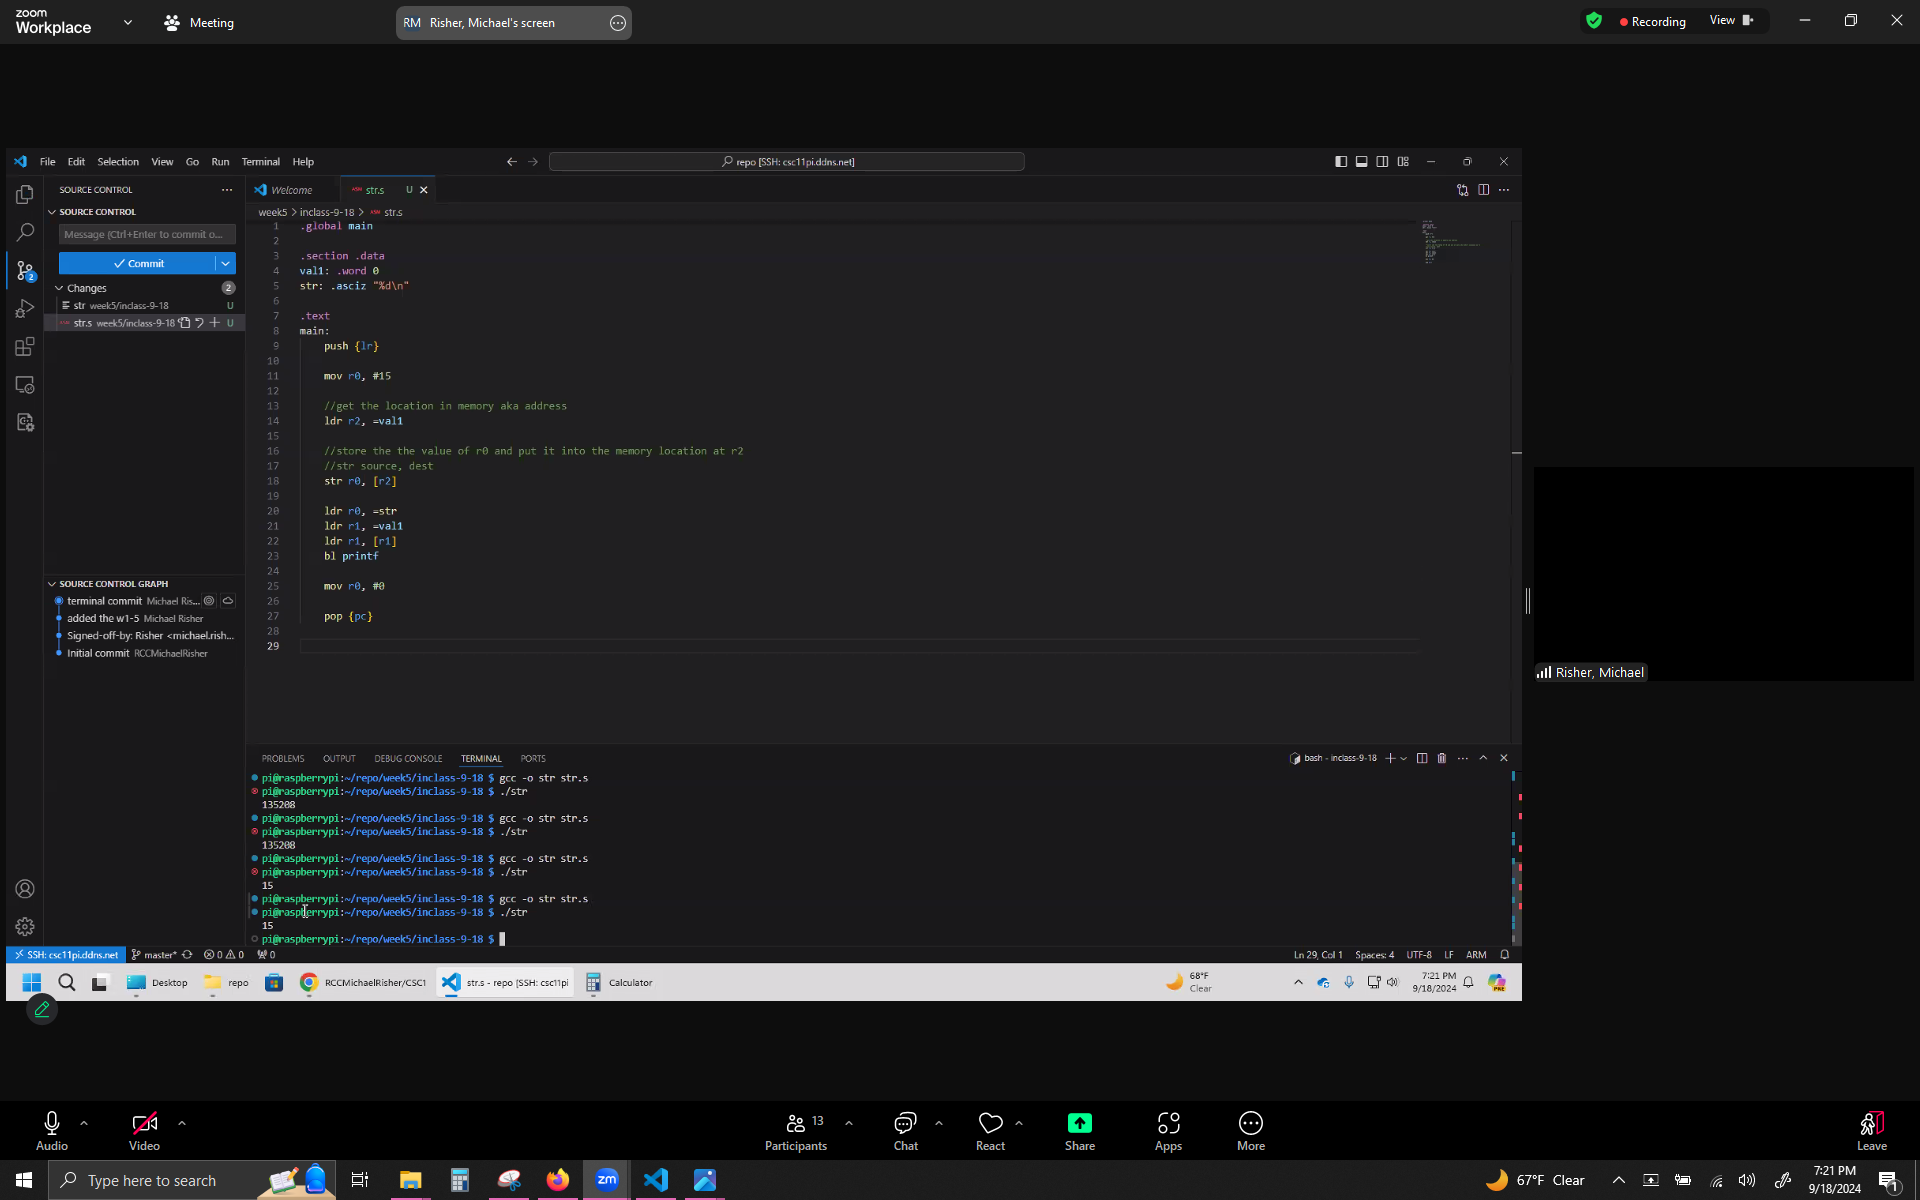 zoom
Workplace
Meeting
RM Risher, Michael's screen
Recording
View
File Edit Selection View Go Run Terminal Help
repo [SSH: csc11pi.ddns.net]
SOURCE CONTROL
Welcome
str.s U
SOURCE CONTROL
week5 > inclass-9-18 > str.s
Message (Ctrl+Enter to commit o...
Commit
Changes 2
str week5/inclass-9-18 U
str.s week5/inclass-9-18 U
2
1 .global main
2
3 .section .data
4 val1: .word 0
5 str: .asciz "%d\n"
6
7 .text
8 main:
9 push {lr}
10
11 mov r0, #15
12
13 //get the location in memory aka address
14 ldr r2, =val1
15
16 //store the the value of r0 and put it into the memory location at r2
17 //str source, dest
18 str r0, [r2]
19
20 ldr r0, =str
21 ldr r1, =val1
22 ldr r1, [r1]
23 bl printf
24
25 mov r0, #0
26
27 pop {pc}
28
29
SOURCE CONTROL GRAPH
terminal commit Michael Ris...
added the w1-5 Michael Risher
Signed-off-by: Risher <michael.rish...
Initial commit RCCMichaelRisher
PROBLEMS OUTPUT DEBUG CONSOLE TERMINAL PORTS
bash - inclass-9-18
pi@raspberrypi:~/repo/week5/inclass-9-18 $ gcc -o str str.s
pi@raspberrypi:~/repo/week5/inclass-9-18 $ ./str
135208
pi@raspberrypi:~/repo/week5/inclass-9-18 $ gcc -o str str.s
pi@raspberrypi:~/repo/week5/inclass-9-18 $ ./str
135208
pi@raspberrypi:~/repo/week5/inclass-9-18 $ gcc -o str str.s
pi@raspberrypi:~/repo/week5/inclass-9-18 $ ./str
15
pi@raspberrypi:~/repo/week5/inclass-9-18 $ gcc -o str str.s
pi@raspberrypi:~/repo/week5/inclass-9-18 $ ./str
15
pi@raspberrypi:~/repo/week5/inclass-9-18 $
SSH: csc11pi.ddns.net master* 0 0 0
Ln 29, Col 1 Spaces: 4 UTF-8 LF ARM
Desktop
repo
RCCMichaelRisher/CSC1
str.s - repo [SSH: csc11pi
Calculator
68°F
Clear
7:21 PM
9/18/2024
PRE
Risher, Michael
Audio
Video
Participants 13
Chat
React
Share
Apps
More
Leave
Type here to search
zm
67°F Clear
7:21 PM
9/18/2024
1